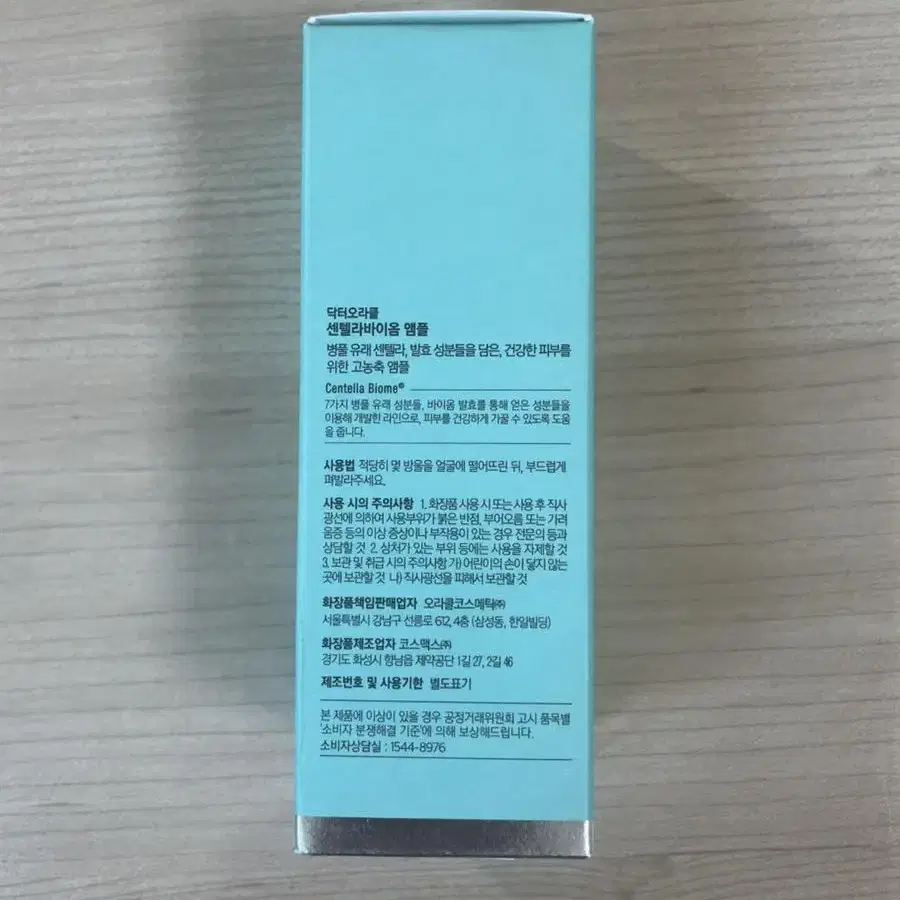 닥터오라클
센텔라바이옴 앰플
병풀 유래 센텔라, 발효 성분들을 담은, 건강한 피부를
위한 고농축 앰플
Centella Biome®
7가지 병풀 유래 성분들, 바이옴 발효를 통해 얻은 성분들을
이용해 개발한 라인으로, 피부를 건강하게 가꿀 수 있도록 도움
을 줍니다.
사용법 적당히 몇 방울을 얼굴에 떨어뜨린 뒤, 부드럽게
펴발라주세요.
사용 시의 주의사항 1. 화장품 사용 시 또는 사용 후 직사
광선에 의하여 사용부위가 붉은 반점, 부어오름 또는 가려
움증 등의 이상 증상이나 부작용이 있는 경우 전문의 등과
상담할 것 2. 상처가 있는 부위 등에는 사용을 자제할 것
3. 보관 및 취급 시의 주의사항 가) 어린이의 손이 닿지 않는
곳에 보관할 것 나) 직사광선을 피해서 보관할 것
화장품책임판매업자 오라클코스메틱㈜
서울특별시 강남구 선릉로 612, 4층 (삼성동, 한일빌딩)
화장품제조업자 코스맥스㈜
경기도 화성시 향남읍 제약공단 1길 27, 2길 46
제조번호 및 사용기한 별도표기
본 제품에 이상이 있을 경우 공정거래위원회 고시 품목별
'소비자 분쟁해결 기준'에 의해 보상해드립니다.
소비자상담실 : 1544-8976